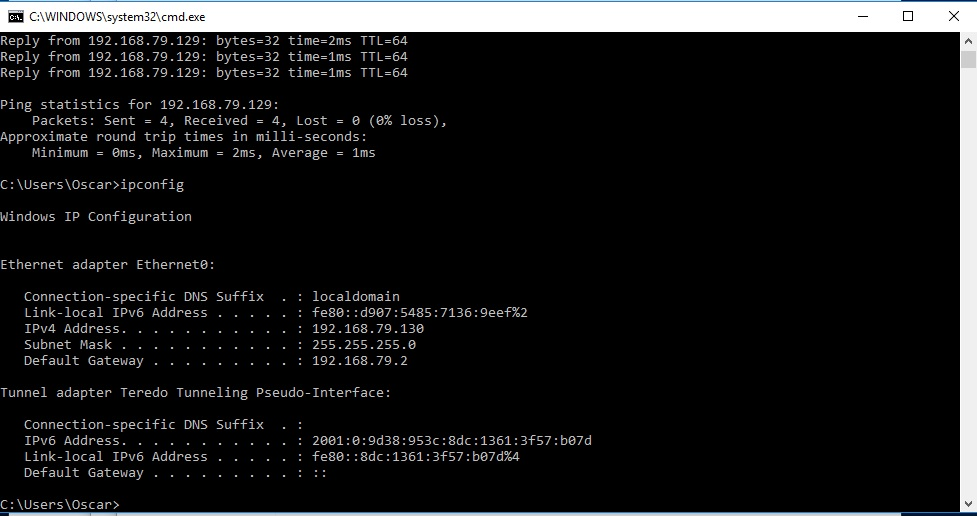 C:\WINDOWS\system32\cmd.exe
Reply from 192.168.79.129: bytes=32 time=2ms TTL=64
Reply from 192.168.79.129: bytes=32 time=1ms TTL=64
Reply from 192.168.79.129: bytes=32 time=1ms TTL=64

Ping statistics for 192.168.79.129:
    Packets: Sent = 4, Received = 4, Lost = 0 (0% loss),
Approximate round trip times in milli-seconds:
    Minimum = 0ms, Maximum = 2ms, Average = 1ms

C:\Users\Oscar>ipconfig

Windows IP Configuration


Ethernet adapter Ethernet0:

   Connection-specific DNS Suffix  . : localdomain
   Link-local IPv6 Address . . . . . : fe80::d907:5485:7136:9eef%2
   IPv4 Address. . . . . . . . . . . : 192.168.79.130
   Subnet Mask . . . . . . . . . . . : 255.255.255.0
   Default Gateway . . . . . . . . . : 192.168.79.2

Tunnel adapter Teredo Tunneling Pseudo-Interface:

   Connection-specific DNS Suffix  . :
   IPv6 Address. . . . . . . . . . . : 2001:0:9d38:953c:8dc:1361:3f57:b07d
   Link-local IPv6 Address . . . . . : fe80::8dc:1361:3f57:b07d%4
   Default Gateway . . . . . . . . . : ::

C:\Users\Oscar>